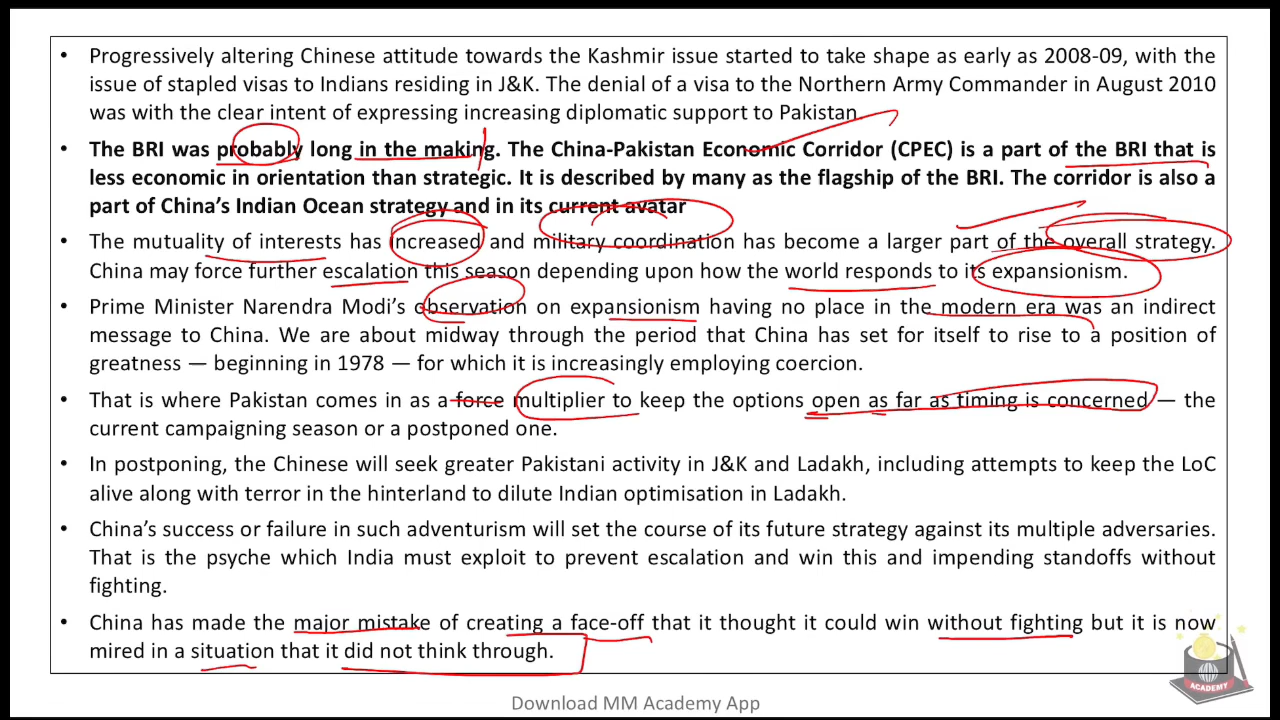 • Progressively altering Chinese attitude towards the Kashmir issue started to take shape as early as 2008-09, with the
issue of stapled visas to Indians residing in J&K. The denial of a visa to the Northern Army Commander in August 2010
was with the clear intent of expressing increasing diplomatic support to Pakistan
• The BRI was probably long in the making. The China-Pakistan Economic Corridor (CPEC) is a part of the BRI that is
less economic in orientation than strategic. It is described by many as the flagship of the BRI. The corridor is also a
part of China's Indian Ocean strategy and in its current avatar
• The mutuality of interests has increased and military coordination has become a larger part of the overall strategy.
China may force further escalation this season depending upon how the world responds to its expansionism.
• Prime Minister Narendra Modi's observation on expansionism having no place in the modern era was an indirect
message to China. We are about midway through the period that China has set for itself to rise to a position of
greatness — beginning in 1978 — for which it is increasingly employing coercion.
• That is where Pakistan comes in as a force multiplier to keep the options open as far as timing is concerned — the
current campaigning season or a postponed one.
• In postponing, the Chinese will seek greater Pakistani activity in J&K and Ladakh, including attempts to keep the LoC
alive along with terror in the hinterland to dilute Indian optimisation in Ladakh.
• China's success or failure in such adventurism will set the course of its future strategy against its multiple adversaries.
That is the psyche which India must exploit to prevent escalation and win this and impending standoffs without
fighting.
• China has made the major mistake of creating a face-off that it thought it could win without fighting but it is now
mired in a situation that it did not think through.
ACADEMY
Download MM Academy App